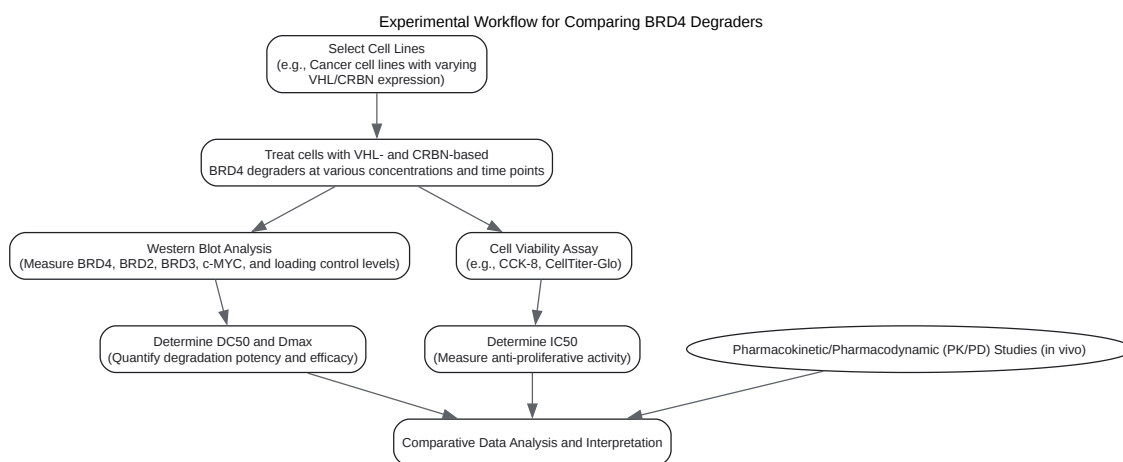 Experimental Workflow for Comparing BRD4 Degraders
Select Cell Lines
(e.g., Cancer cell lines with varying
VHL/CRBN expression)
Treat cells with VHL- and CRBN-based
BRD4 degraders at various concentrations and time points
Western Blot Analysis
(Measure BRD4, BRD2, BRD3, c-MYC, and loading control levels)
Cell Viability Assay
(e.g., CCK-8, CellTiter-Glo)
Determine DC50 and Dmax
(Quantify degradation potency and efficacy)
Determine IC50
(Measure anti-proliferative activity)
Pharmacokinetic/Pharmacodynamic (PK/PD) Studies (in vivo)
Comparative Data Analysis and Interpretation